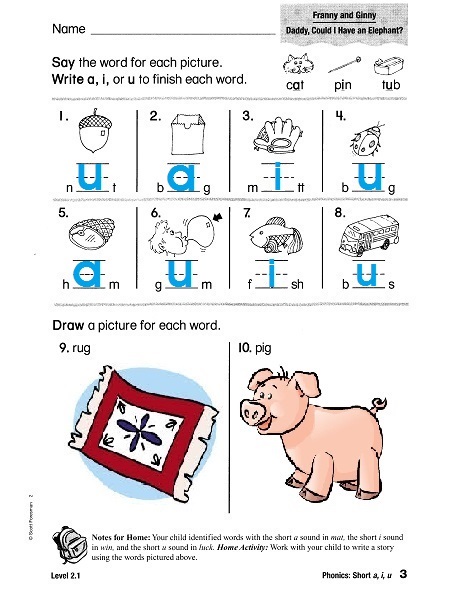 Franny and Ginny
Daddy, Could I Have an Elephant?
Name
Say the word for each picture.
Write a, i, or u to finish each word.
cat pin tub
1. 2. 3. 4.
n u t b a g m i tt b u g
5. 6. 7. 8.
h a m g u m f i sh b u s
Draw a picture for each word.
9. rug 10. pig
© Scott Foresman 2
Notes for Home: Your child identified words with the short a sound in mat, the short i sound
in win, and the short u sound in luck. Home Activity: Work with your child to write a story
using the words pictured above.
Level 2.1 Phonics: Short a, i, u 3